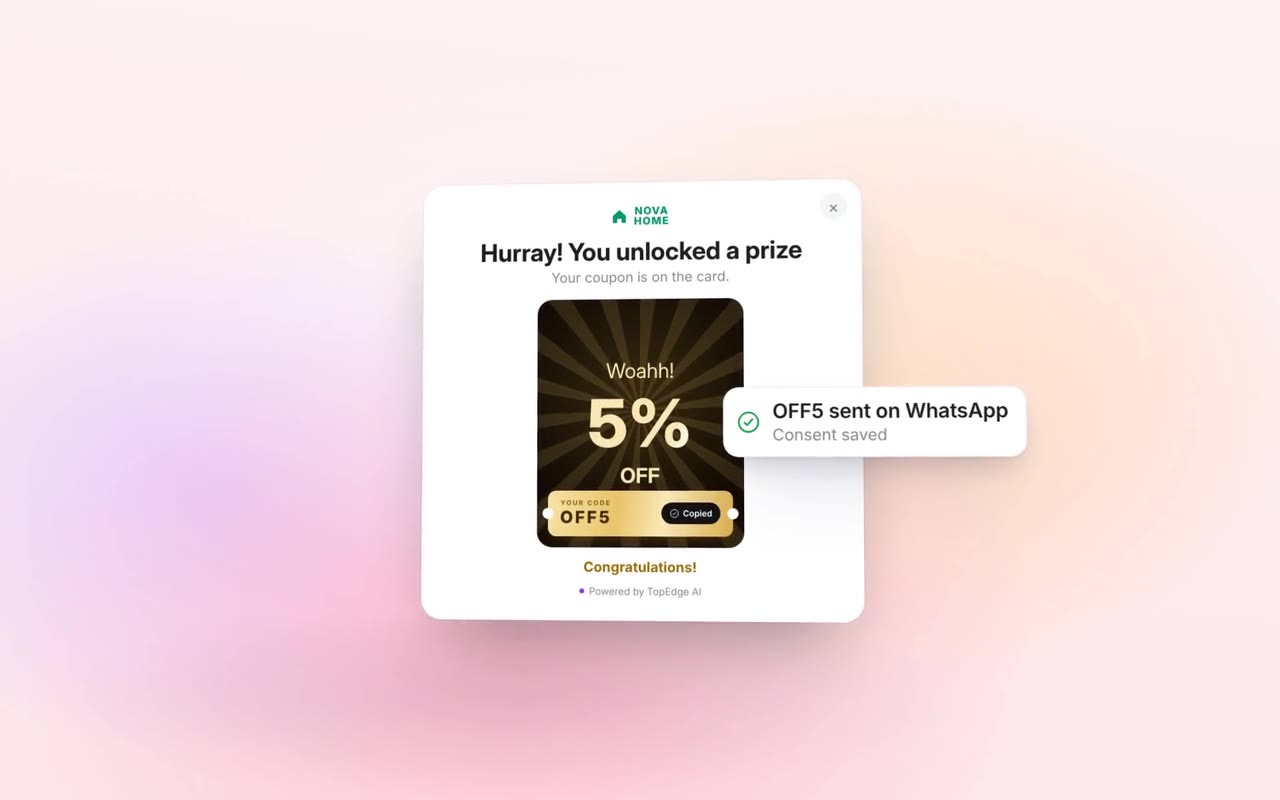 NOVA
HOME
Hurray! You unlocked a prize
Your coupon is on the card.
Woahh!
5%
OFF
YOUR CODE
OFF5
Copied
OFF5 sent on WhatsApp
Consent saved
Congratulations!
Powered by TopEdge AI